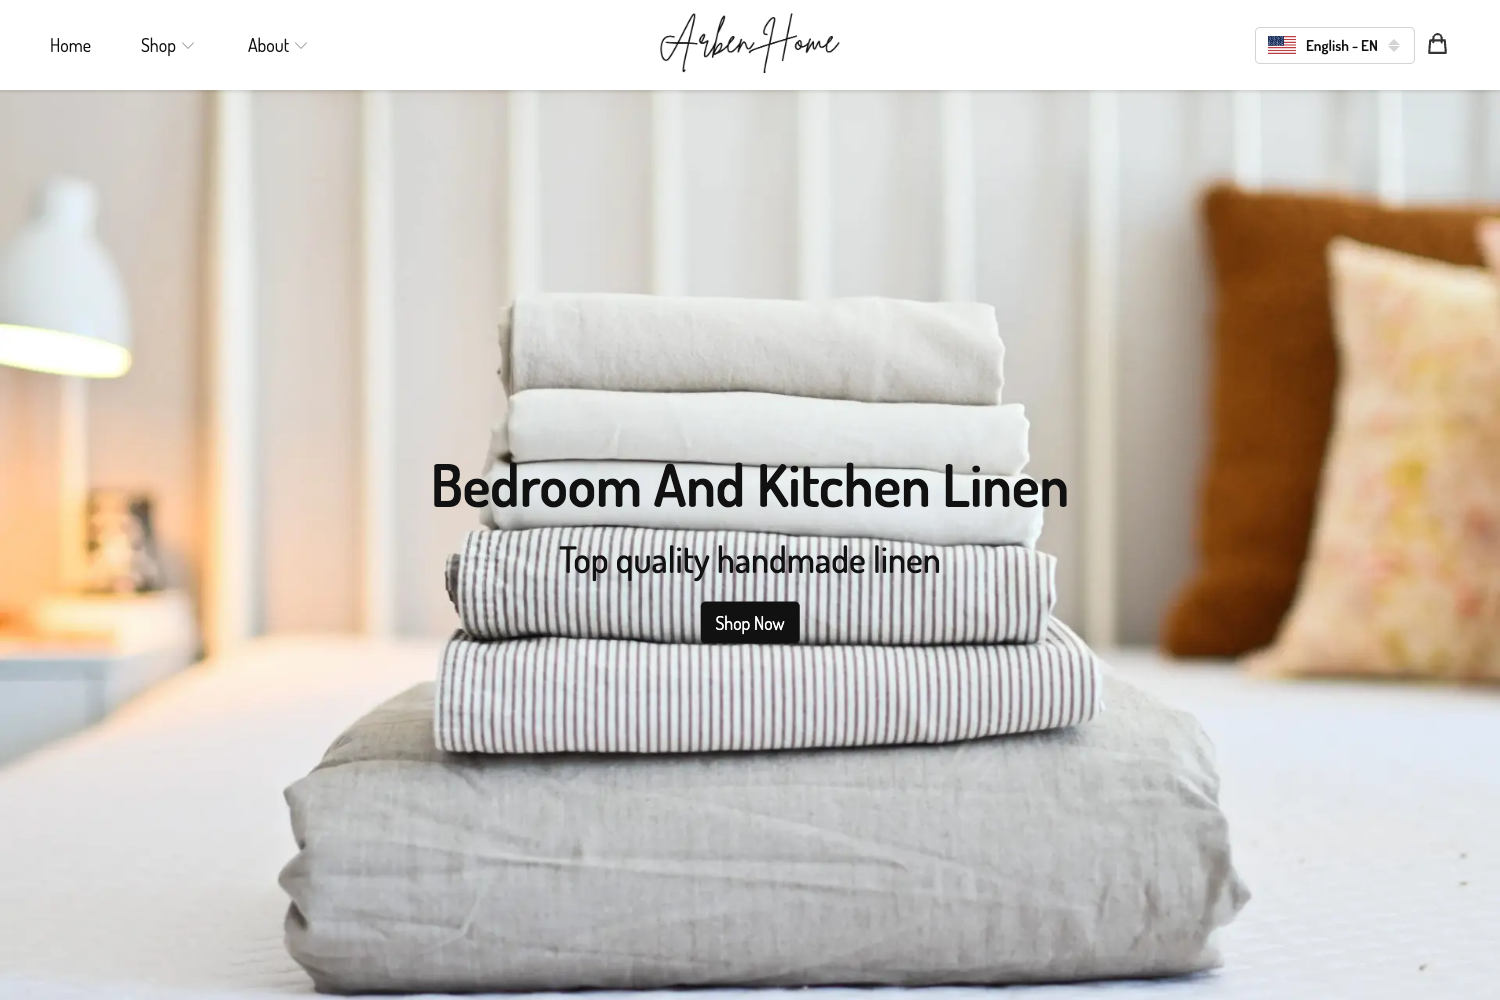 Home
Shop
About
Arben Home
English - EN
Bedroom And Kitchen Linen
Top quality handmade linen
Shop Now